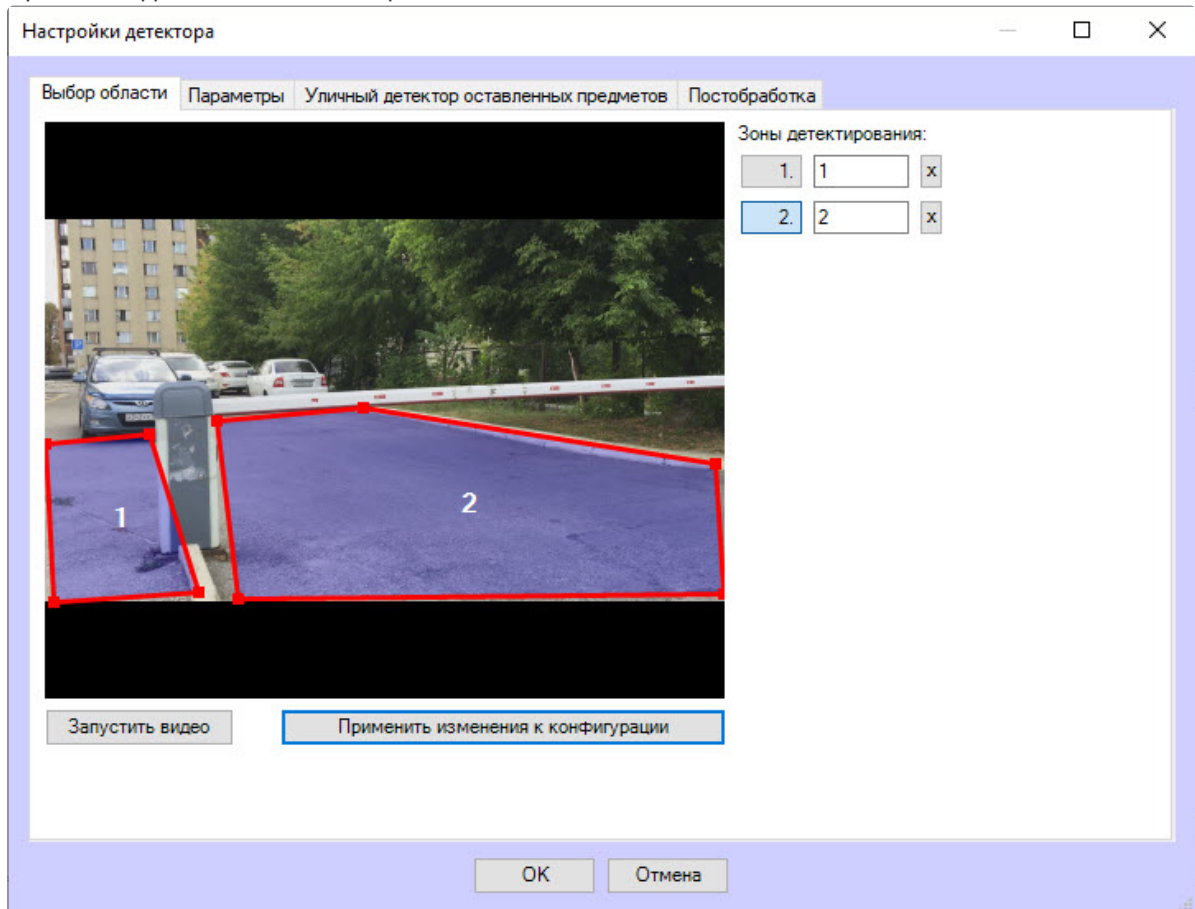 Настройки детектора
Выбор области Параметры Уличный детектор оставленных предметов Постобработка
Зоны детектирования:
1. 1 x
2. 2 x
1
2
Запустить видео Применить изменения к конфигурации
OK Отмена